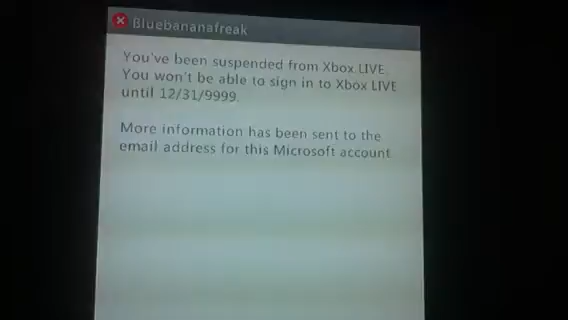 Bluebananafreak
You've been suspended from Xbox LIVE.
You won't be able to sign in to Xbox LIVE
until 12/31/9999.
More information has been sent to the
email address for this Microsoft account.